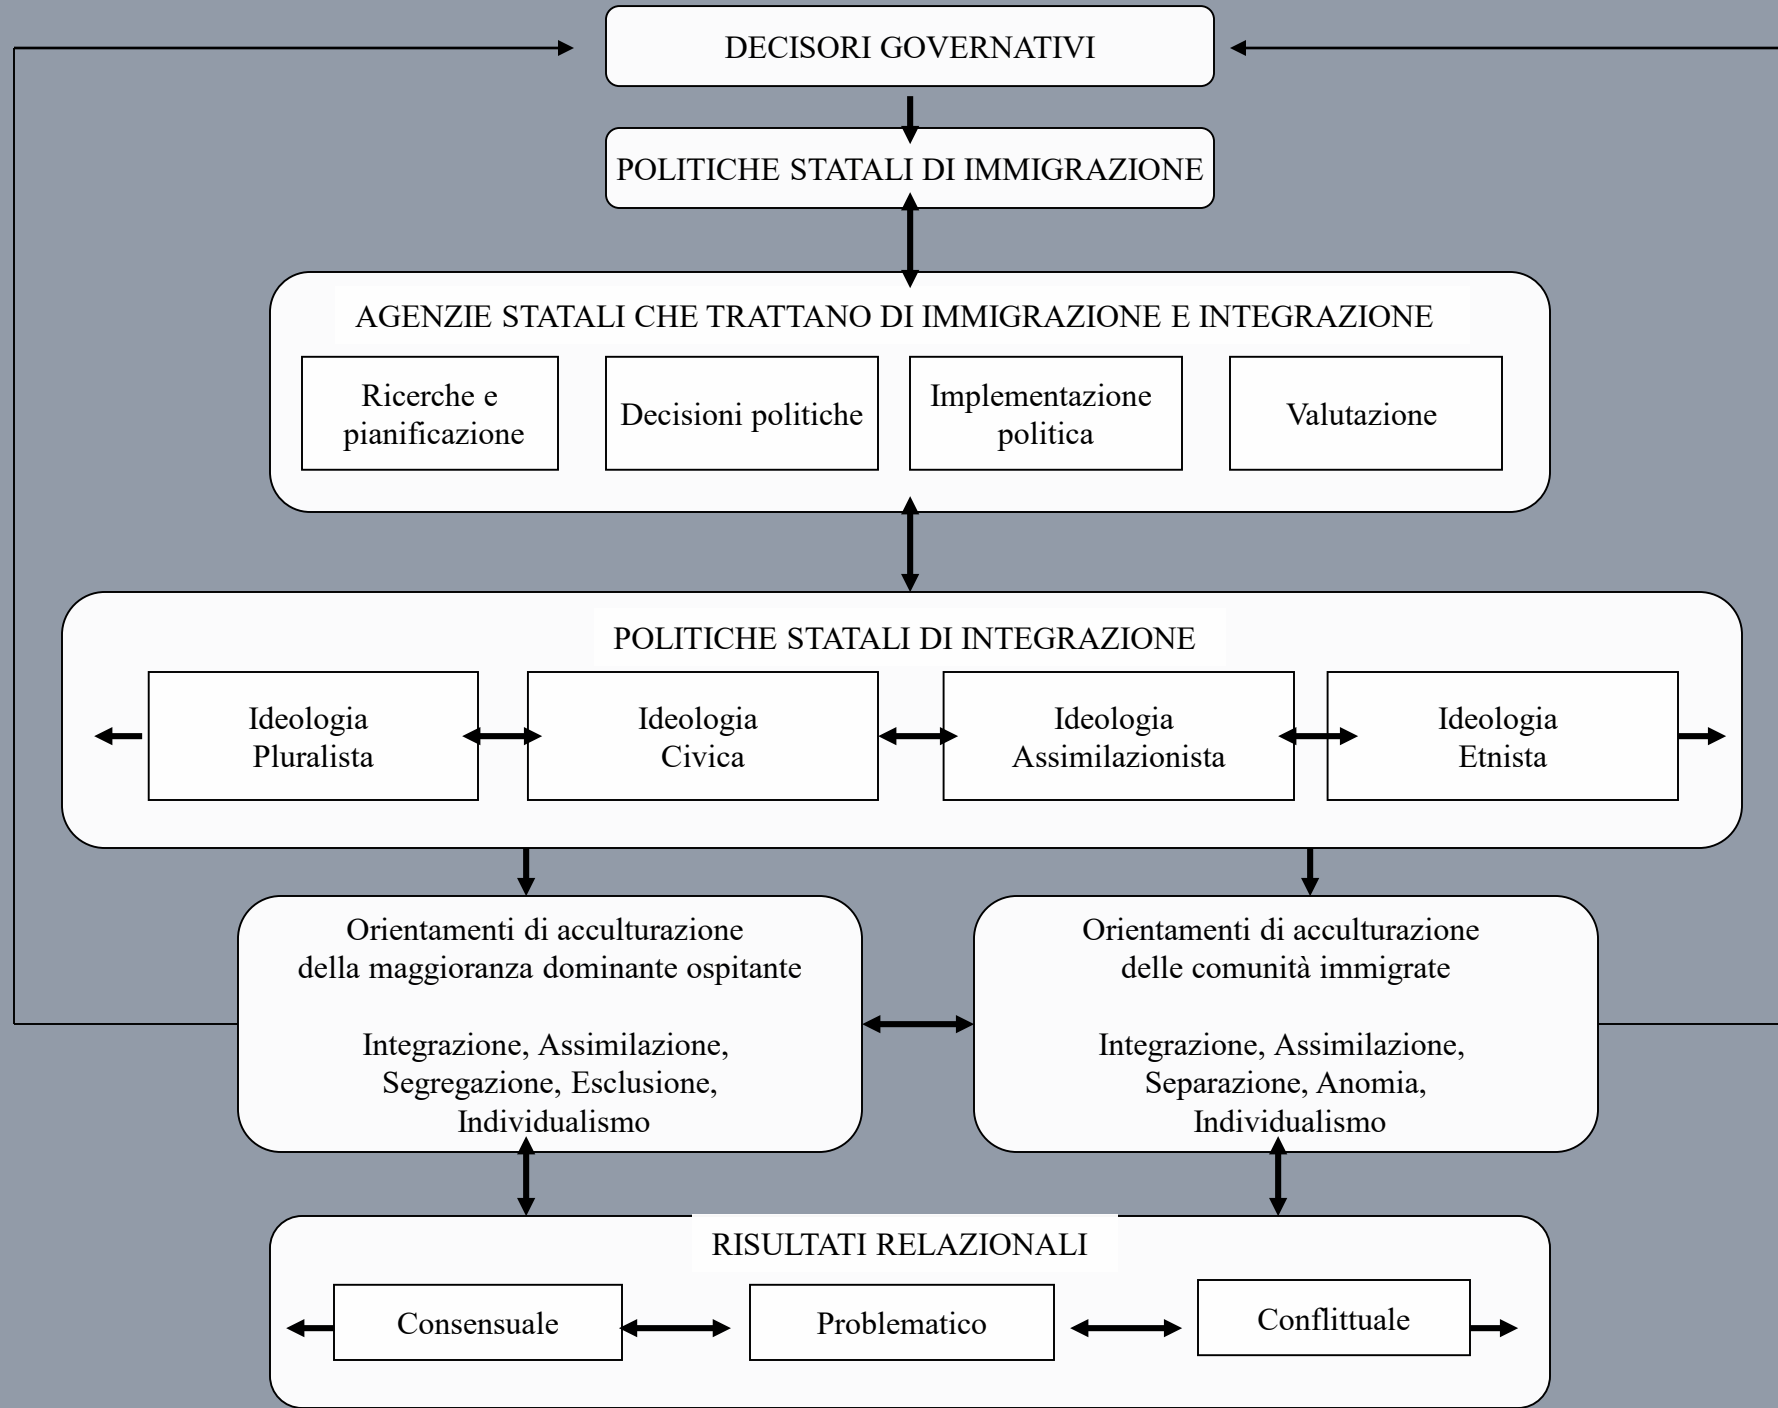 DECISORI GOVERNATIVI
POLITICHE STATALI DI IMMIGRAZIONE
AGENZIE STATALI CHE TRATTANO DI IMMIGRAZIONE E INTEGRAZIONE
Ricerche e
pianificazione
Decisioni politiche
Implementazione
politica
Valutazione
POLITICHE STATALI DI INTEGRAZIONE
Ideologia
Pluralista
Ideologia
Civica
Ideologia
Assimilazionista
Ideologia
Etnista
Orientamenti di acculturazione
della maggioranza dominante ospitante
Integrazione, Assimilazione,
Segregazione, Esclusione,
Individualismo
Orientamenti di acculturazione
delle comunità immigrate
Integrazione, Assimilazione,
Separazione, Anomia,
Individualismo
RISULTATI RELAZIONALI
Consensuale
Problematico
Conflittuale